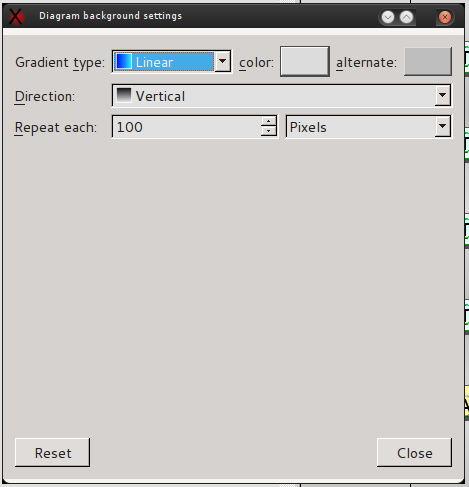 Diagram background settings
Gradient type: Linear color: alternate:
Direction: Vertical
Repeat each: 100 Pixels
Reset Close